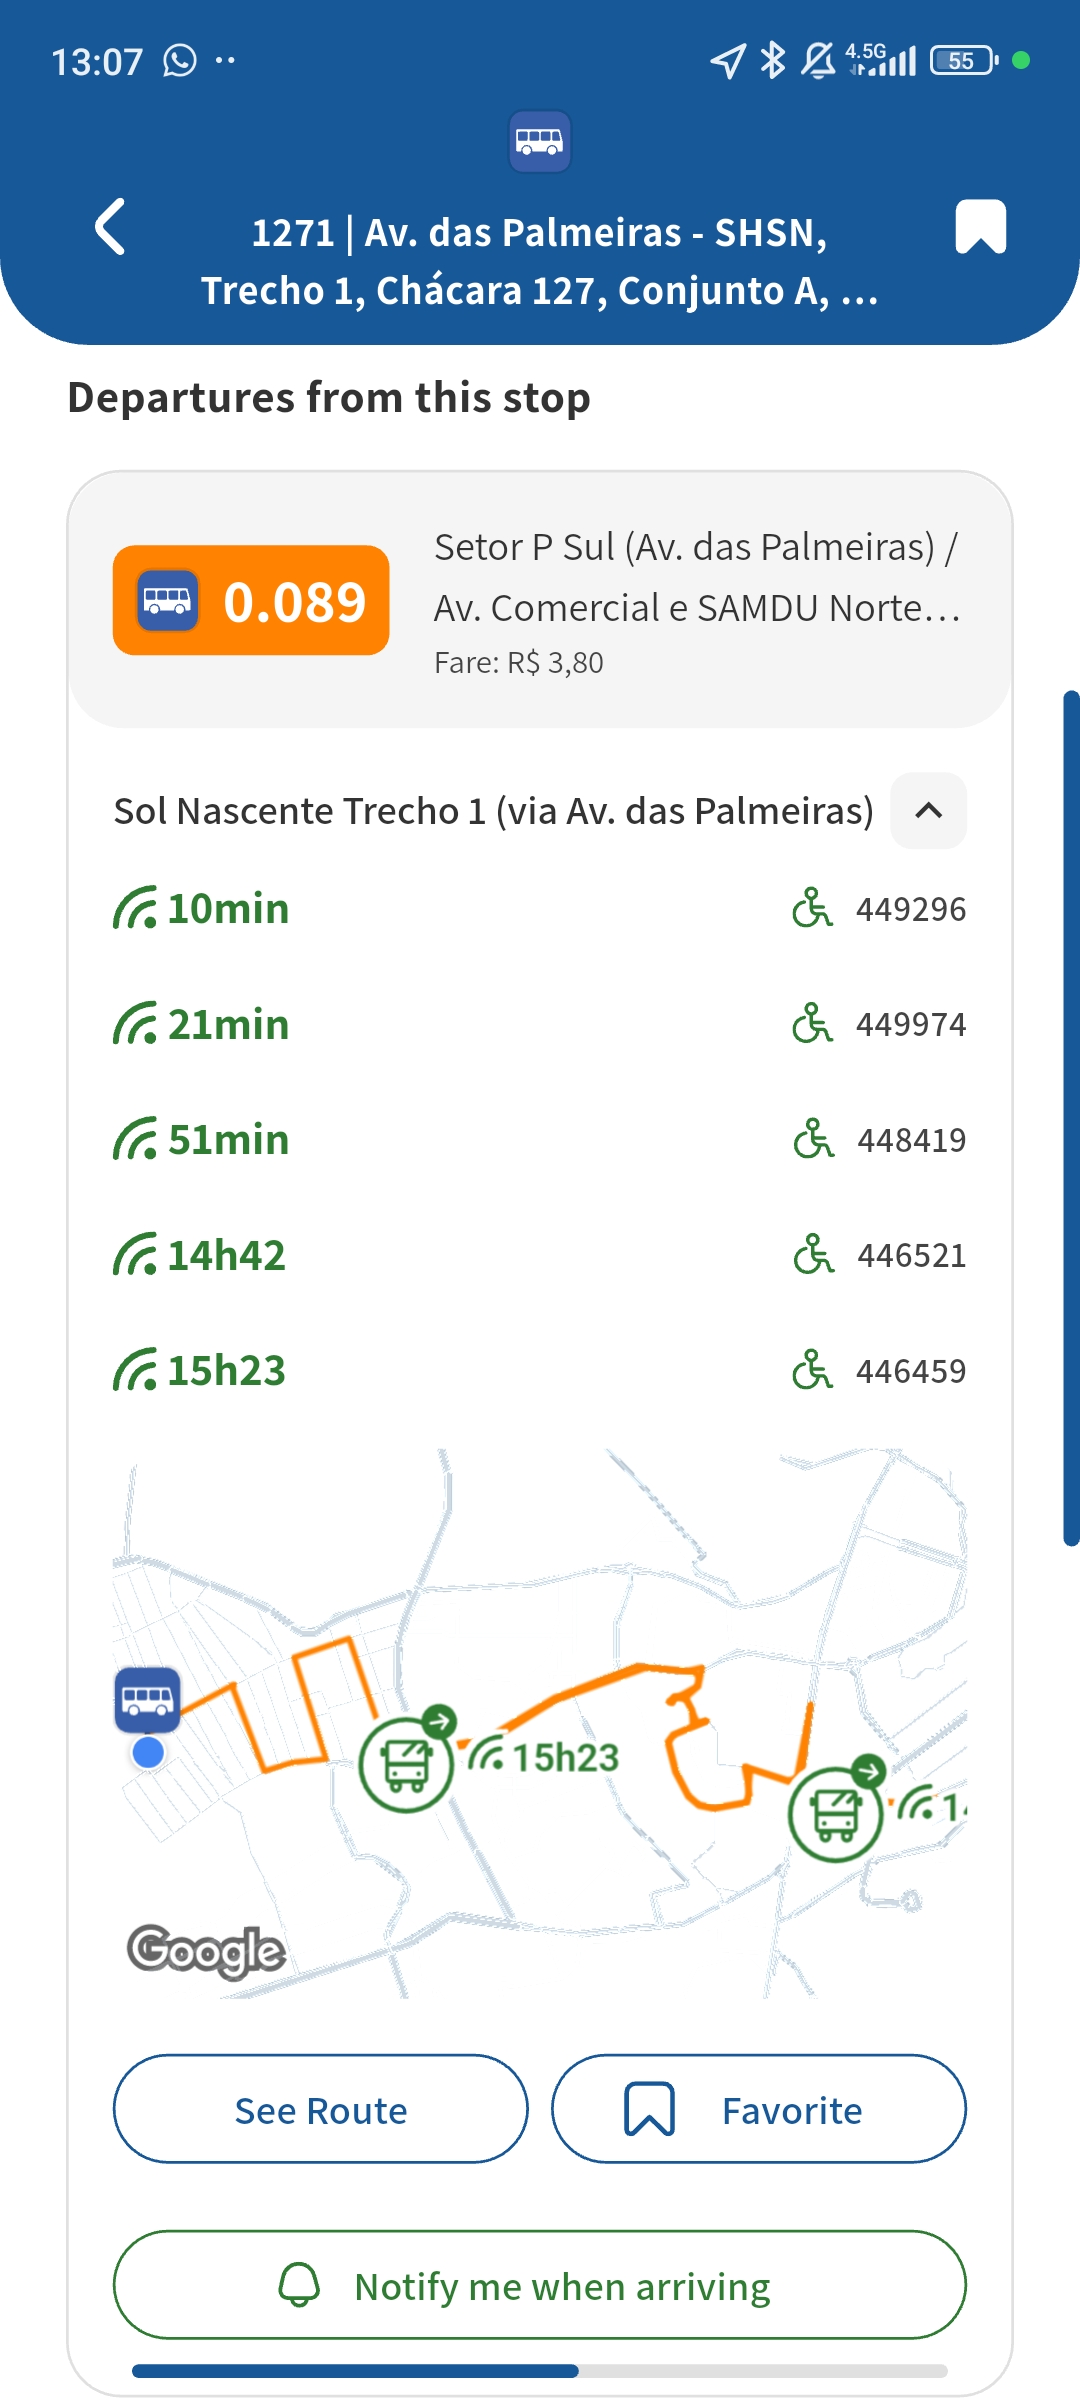 13:07
4.5G
55
1271 | Av. das Palmeiras - SHSN,
Trecho 1, Chácara 127, Conjunto A, ...
Departures from this stop
0.089
Setor P Sul (Av. das Palmeiras) /
Av. Comercial e SAMDU Norte...
Fare: R$ 3,80
Sol Nascente Trecho 1 (via Av. das Palmeiras)
10min 449296
21min 449974
51min 448419
14h42 446521
15h23 446459
15h23
Google
See Route
Favorite
Notify me when arriving